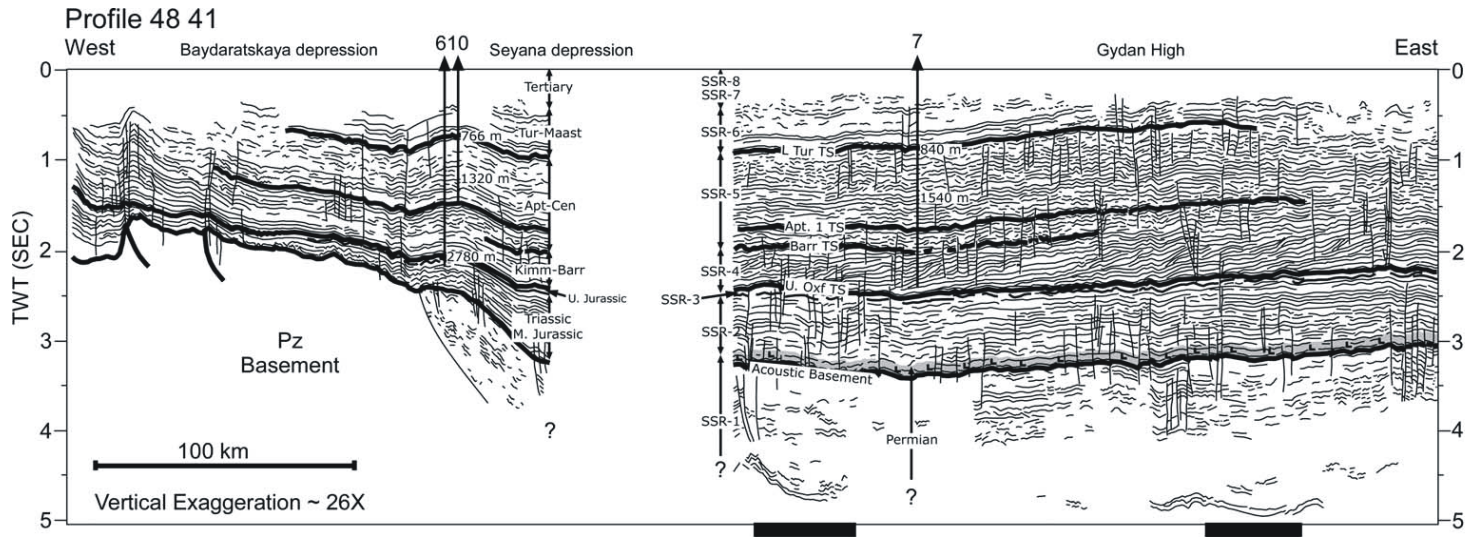 Profile 48 41
West
Baydaratskaya depression
610
Seyana depression
7
Gydan High
East
0
1
2
3
4
5
TWT (SEC)
Tertiary
Tur-Maast
766 m
1320 m
Apt-Cen
2780 m
Kimm-Barr
U. Jurassic
Triassic
M. Jurassic
?
Pz
Basement
100 km
Vertical Exaggeration ~ 26X
SSR-8
SSR-7
SSR-6
L Tur TS
840 m
SSR-5
1540 m
Apt. 1 TS
Barr TS
SSR-4
U. Oxf TS
SSR-3
SSR-2
Acoustic Basement
SSR-1
Permian
?
?
0
1
2
3
4
5